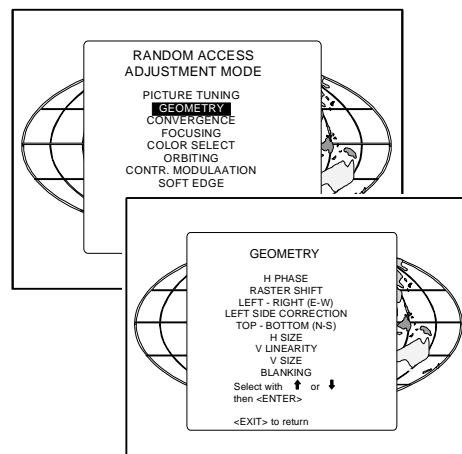 RANDOM ACCESS
ADJUSTMENT MODE
PICTURE TUNING
GEOMETRY
CONVERGENCE
FOCUSING
COLOR SELECT
ORBITING
CONTR. MODULAATION
SOFT EDGE
GEOMETRY
H PHASE
RASTER SHIFT
LEFT - RIGHT (E-W)
LEFT SIDE CORRECTION
TOP - BOTTOM (N-S)
H SIZE
V LINEARITY
V SIZE
BLANKING
Select with ⬆ or ⬇
then <ENTER>
<EXIT> to return